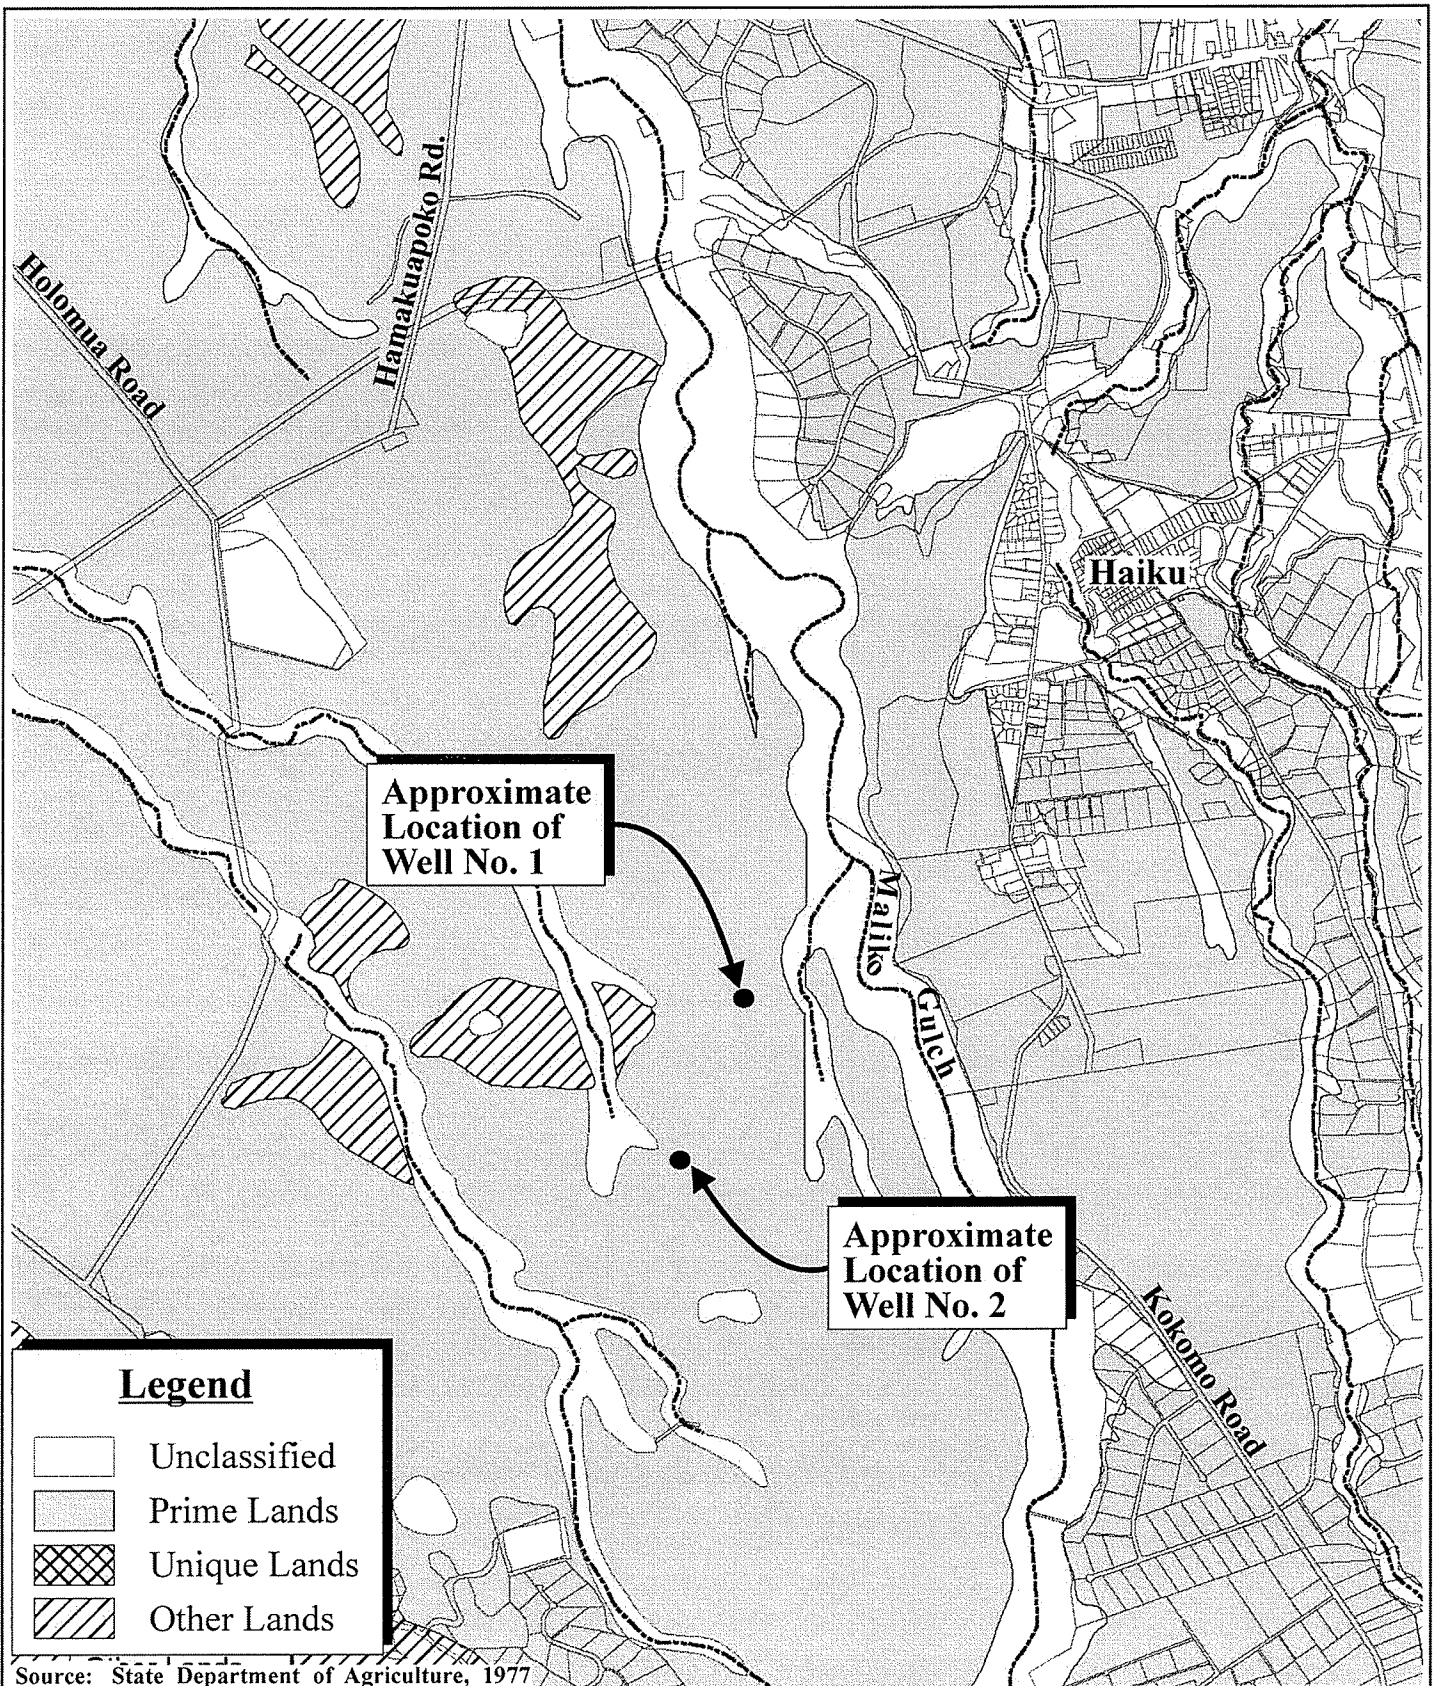 Hamakuapoko Rd.
Holomua Road
Haiku
Approximate
Location of
Well No. 1
Maliko
Gulch
Approximate
Location of
Well No. 2
Kokomo Road
Legend
Unclassified
Prime Lands
Unique Lands
Other Lands
Source: State Department of Agriculture, 1977